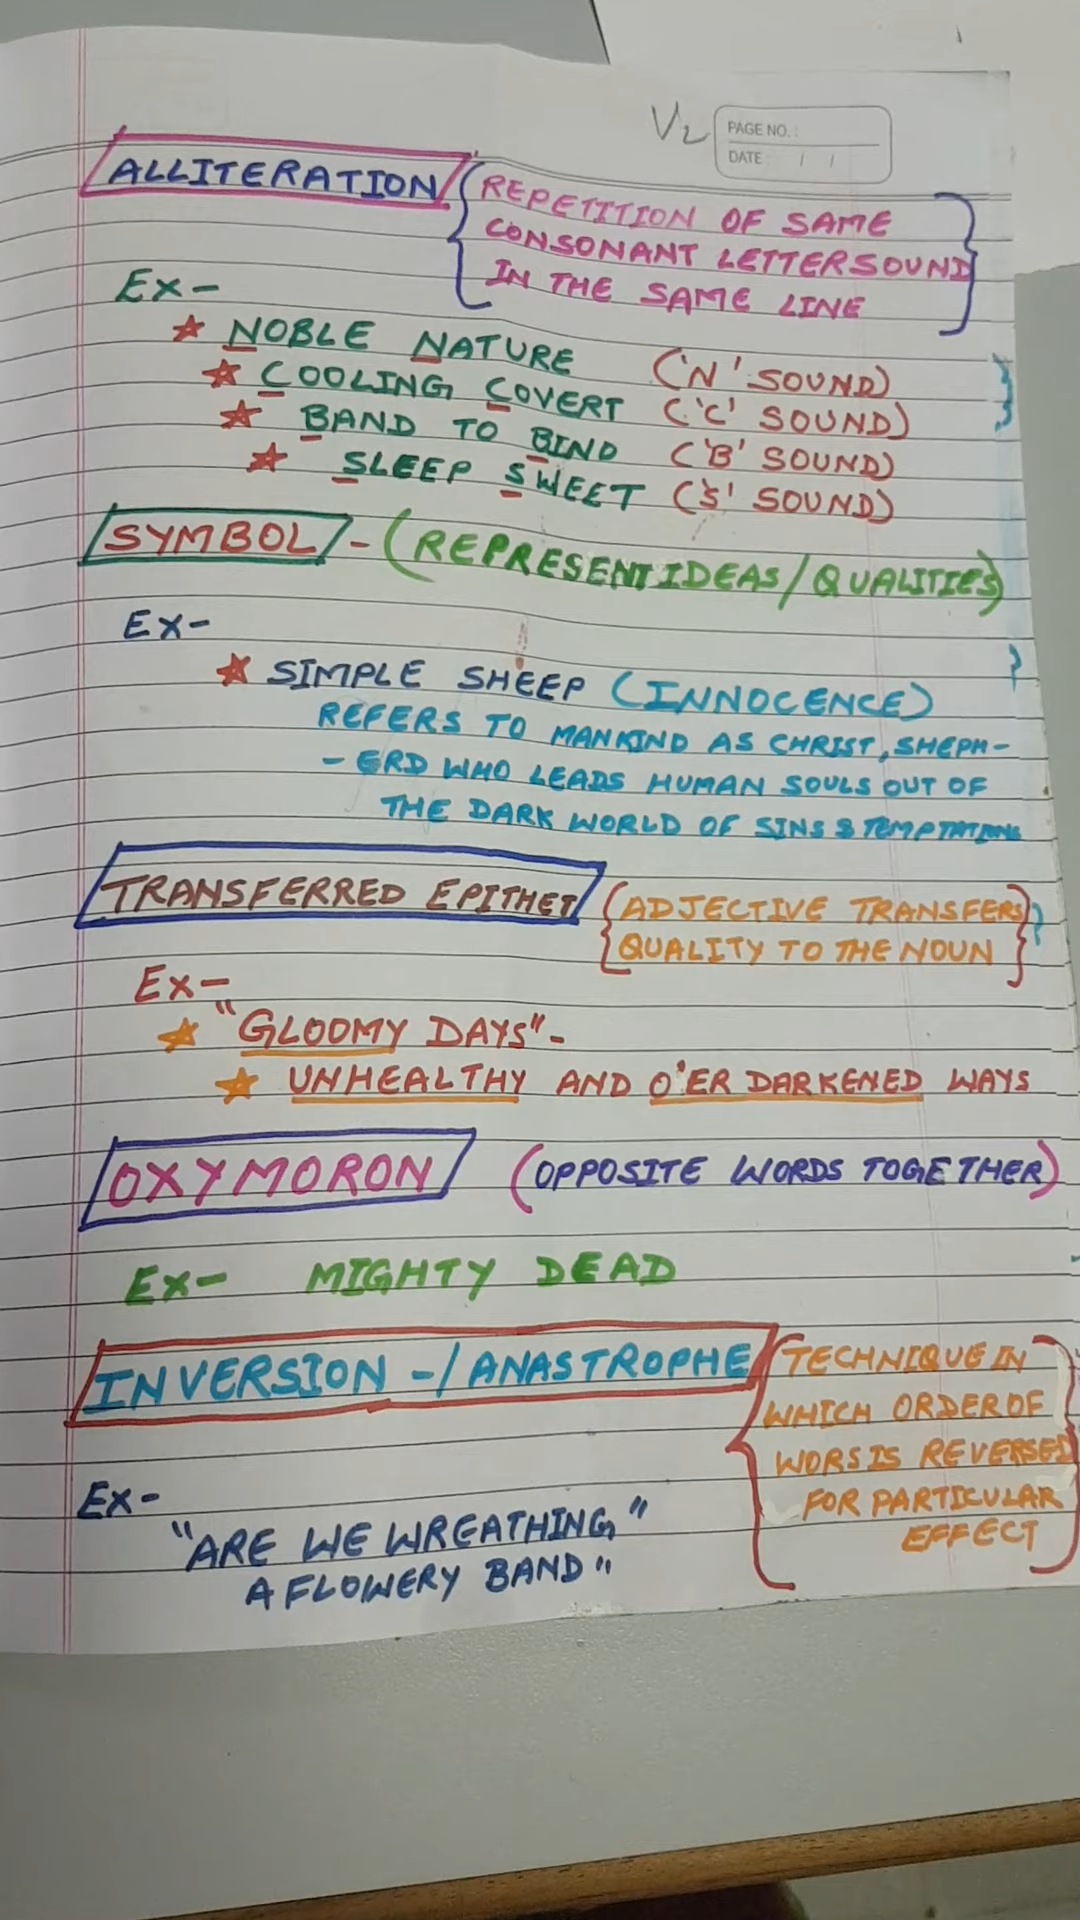 V2
PAGE NO.:
DATE: / /
ALLITERATION
REPETITION OF SAME
CONSONANT LETTER SOUND
IN THE SAME LINE
EX-
NOBLE NATURE ('N' SOUND)
COOLING COVERT ('C' SOUND)
BAND TO BIND ('B' SOUND)
SLEEP SWEET ('S' SOUND)
SYMBOL - (REPRESENT IDEAS/QUALITIES)
EX-
SIMPLE SHEEP (INNOCENCE)
REFERS TO MANKIND AS CHRIST, SHEPH-
- ERD WHO LEADS HUMAN SOULS OUT OF
THE DARK WORLD OF SINS & TEMPTATIONS
TRANSFERRED EPITHET
(ADJECTIVE TRANSFERS
QUALITY TO THE NOUN
EX-
"GLOOMY DAYS" -
UNHEALTHY AND O'ER DARKENED WAYS
OXYMORON (OPPOSITE WORDS TOGETHER)
EX- MIGHTY DEAD
INVERSION -/ANASTROPHE
TECHNIQUE IN
WHICH ORDER OF
WORS IS REVERSED
FOR PARTICULAR
EFFECT
EX-
"ARE WE WREATHING"
A FLOWERY BAND"